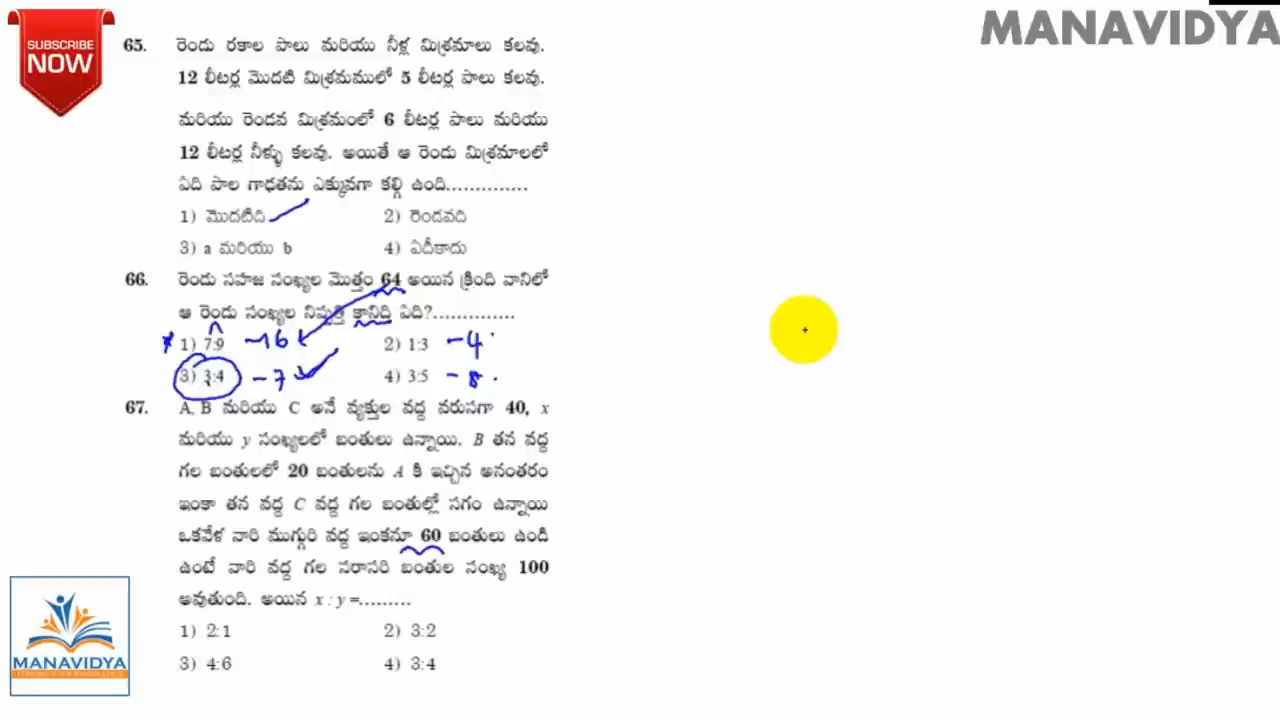 SUBSCRIBE
NOW
MANAVIDYA
65. రెండు రకాల పాలు మరియు నీళ్ల మిశ్రమాలు కలవు.
12 లీటర్ల మొదటి మిశ్రమములో 5 లీటర్ల పాలు కలవు.
మరియు రెండవ మిశ్రమంలో 6 లీటర్ల పాలు మరియు
12 లీటర్ల నీళ్ళు కలవు. అయితే ఆ రెండు మిశ్రమాలలో
ఏది పాల గాఢతను ఎక్కువగా కల్గి ఉంది..............
1) మొదటిది 2) రెండవది
3) a మరియు b 4) ఏదీకాదు
66. రెండు సహజ సంఖ్యల మొత్తం 64 అయిన క్రింది వానిలో
ఆ రెండు సంఖ్యల నిష్పత్తి కానిది ఏది?..............
1) 7:9 -16 2) 1:3 -4
3) 3:4 -7 4) 3:5 -8
67. A, B మరియు C అనే వ్యక్తుల వద్ద వరుసగా 40, x
మరియు y సంఖ్యలలో బంతులు ఉన్నాయి. B తన వద్ద
గల బంతులలో 20 బంతులను A కి ఇచ్చిన అనంతరం
ఇంకా తన వద్ద C వద్ద గల బంతుల్లో సగం ఉన్నాయి
ఒకవేళ వారి ముగ్గురి వద్ద ఇంకనూ 60 బంతులు ఉండి
ఉంటే వారి వద్ద గల సరాసరి బంతుల సంఖ్య 100
అవుతుంది. అయిన x : y =.........
1) 2:1 2) 3:2
3) 4:6 4) 3:4
MANAVIDYA